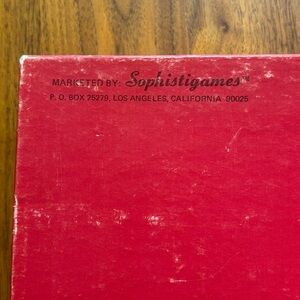 MARKETED BY: Sophistigames™
P. O. BOX 25279, LOS ANGELES, CALIFORNIA 90025